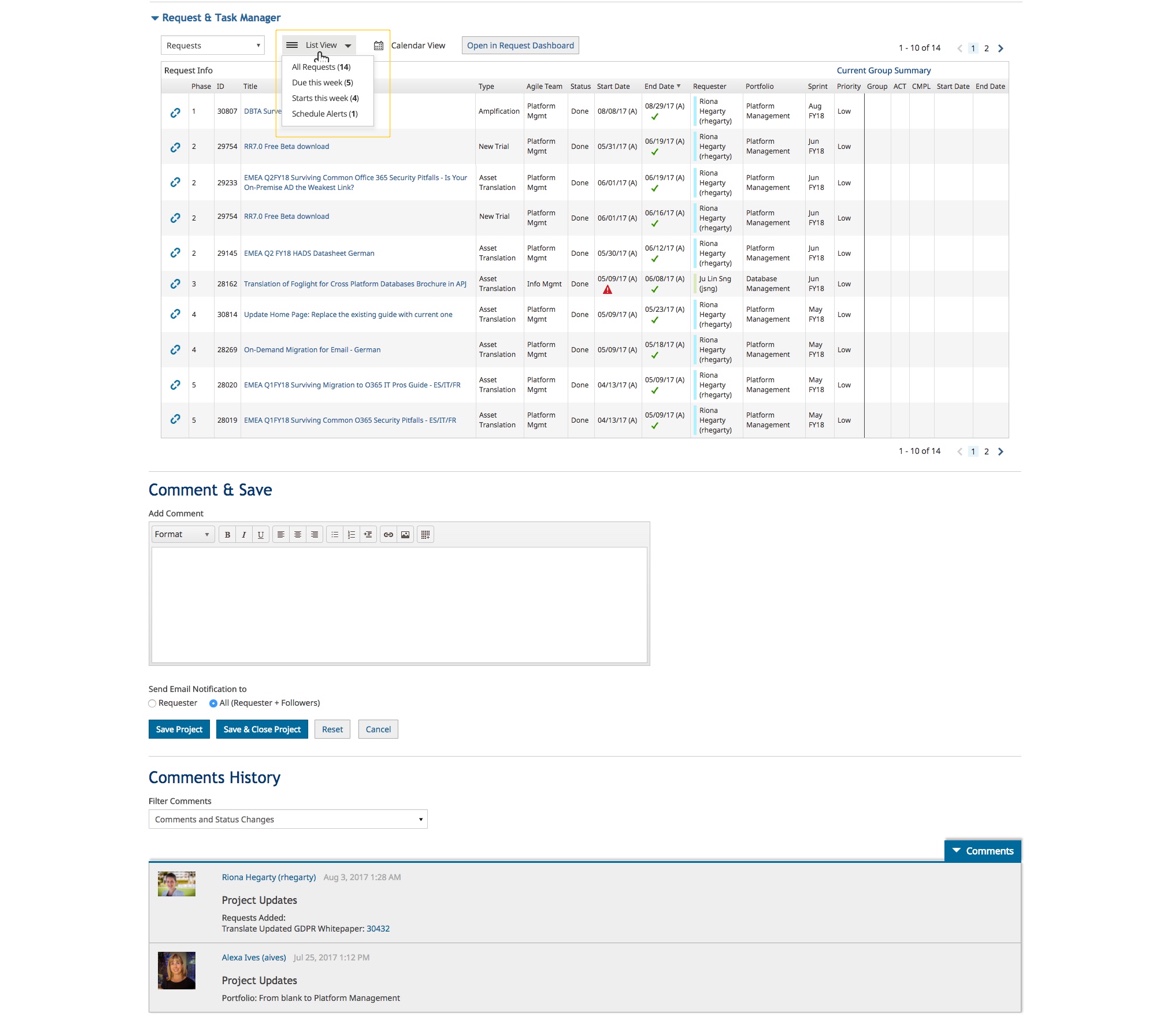 Request & Task Manager
Requests
List View
Calendar View
Open in Request Dashboard
1 - 10 of 14
1 2
All Requests (14)
Due this week (5)
Starts this week (4)
Schedule Alerts (1)
Request Info
Current Group Summary
Phase ID Title Type Agile Team Status Start Date End Date Requester Portfolio Sprint Priority Group ACT CMPL Start Date End Date
1 30807 DBTA Surve Amplification Platform Mgmt Done 08/08/17 (A) 08/29/17 (A) Riona Hegarty (rhegarty) Platform Management Aug FY18 Low
2 29754 RR7.0 Free Beta download New Trial Platform Mgmt Done 05/31/17 (A) 06/19/17 (A) Riona Hegarty (rhegarty) Platform Management Jun FY18 Low
2 29233 EMEA Q2FY18 Surviving Common Office 365 Security Pitfalls - Is Your On-Premise AD the Weakest Link? Asset Translation Platform Mgmt Done 06/01/17 (A) 06/19/17 (A) Riona Hegarty (rhegarty) Platform Management Jun FY18 Low
2 29754 RR7.0 Free Beta download New Trial Platform Mgmt Done 06/01/17 (A) 06/16/17 (A) Riona Hegarty (rhegarty) Platform Management Jun FY18 Low
2 29145 EMEA Q2 FY18 HADS Datasheet German Asset Translation Platform Mgmt Done 05/30/17 (A) 06/12/17 (A) Riona Hegarty (rhegarty) Platform Management Jun FY18 Low
3 28162 Translation of Foglight for Cross Platform Databases Brochure in APJ Asset Translation Info Mgmt Done 05/09/17 (A) 06/08/17 (A) Ju Lin Sng (jsng) Database Management Jun FY18 Low
4 30814 Update Home Page: Replace the existing guide with current one Asset Translation Platform Mgmt Done 05/09/17 (A) 05/23/17 (A) Riona Hegarty (rhegarty) Platform Management May FY18 Low
4 28269 On-Demand Migration for Email - German Asset Translation Platform Mgmt Done 05/09/17 (A) 05/18/17 (A) Riona Hegarty (rhegarty) Platform Management May FY18 Low
5 28020 EMEA Q1FY18 Surviving Migration to O365 IT Pros Guide - ES/IT/FR Asset Translation Platform Mgmt Done 04/13/17 (A) 05/09/17 (A) Riona Hegarty (rhegarty) Platform Management May FY18 Low
5 28019 EMEA Q1FY18 Surviving Common O365 Security Pitfalls - ES/IT/FR Asset Translation Platform Mgmt Done 04/13/17 (A) 05/09/17 (A) Riona Hegarty (rhegarty) Platform Management May FY18 Low
1 - 10 of 14
1 2
Comment & Save
Add Comment
Format B I U
Send Email Notification to
Requester All (Requester + Followers)
Save Project Save & Close Project Reset Cancel
Comments History
Filter Comments
Comments and Status Changes
Comments
Riona Hegarty (rhegarty) Aug 3, 2017 1:28 AM
Project Updates
Requests Added:
Translate Updated GDPR Whitepaper: 30432
Alexa Ives (aives) Jul 25, 2017 1:12 PM
Project Updates
Portfolio: From blank to Platform Management